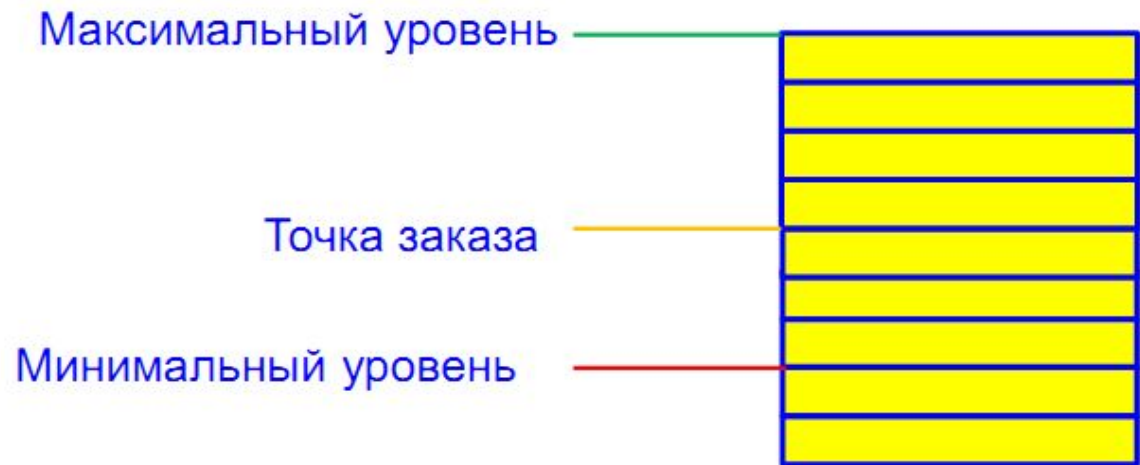 Максимальный уровень
Точка заказа
Минимальный уровень